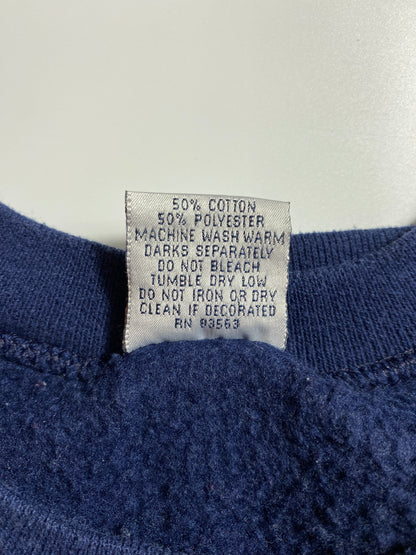 50% COTTON
50% POLYESTER
MACHINE WASH WARM
DARKS SEPARATELY
DO NOT BLEACH
TUMBLE DRY LOW
DO NOT IRON OR DRY
CLEAN IF DECORATED
RN 93563